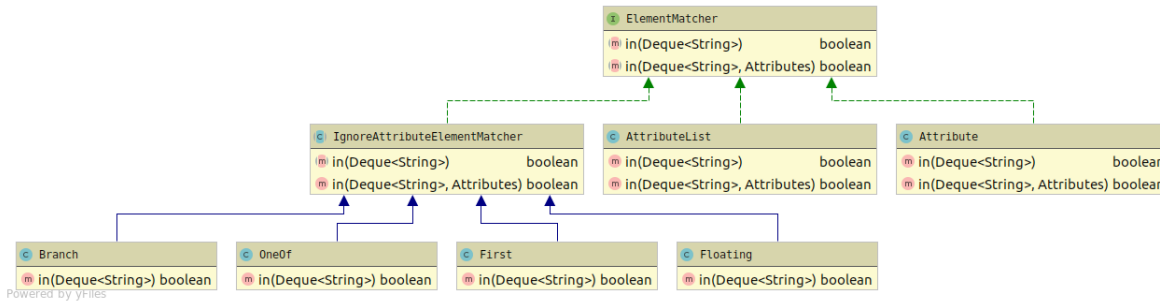 ElementMatcher
in(Deque<String>) boolean
in(Deque<String>, Attributes) boolean
IgnoreAttributeElementMatcher
in(Deque<String>) boolean
in(Deque<String>, Attributes) boolean
AttributeList
in(Deque<String>) boolean
in(Deque<String>, Attributes) boolean
Attribute
in(Deque<String>) boolear
in(Deque<String>, Attributes) boolear
Branch
in(Deque<String>) boolean
OneOf
in(Deque<String>) boolean
First
in(Deque<String>) boolean
Floating
in(Deque<String>) boolean
Powered by yFiles